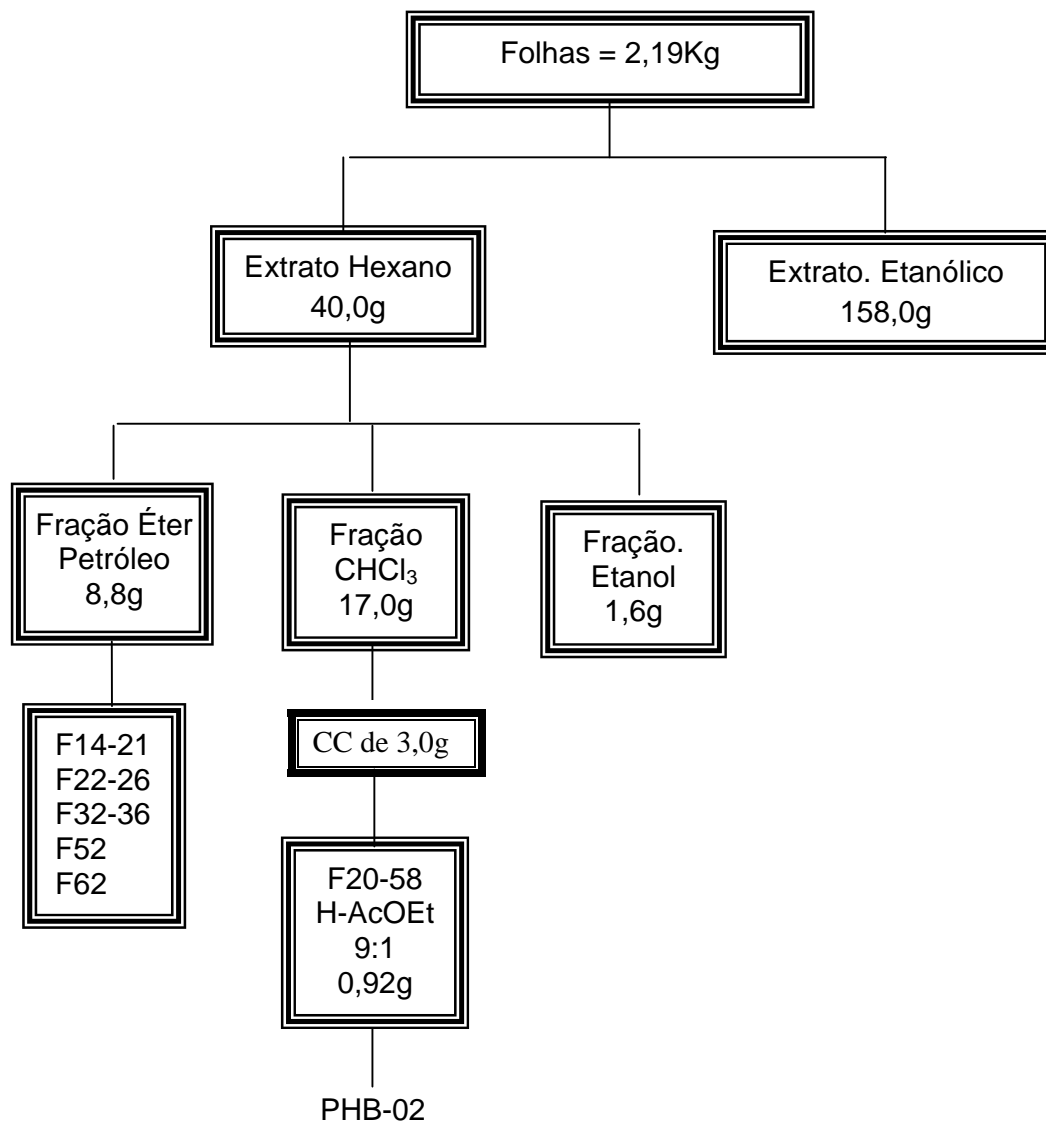 Folhas = 2,19Kg
Extrato Hexano
40,0g
Extrato. Etanólico
158,0g
Fração Éter
Petróleo
8,8g
Fração
CHCl₃
17,0g
Fração.
Etanol
1,6g
F14-21
F22-26
F32-36
F52
F62
CC de 3,0g
F20-58
H-AcOEt
9:1
0,92g
PHB-02